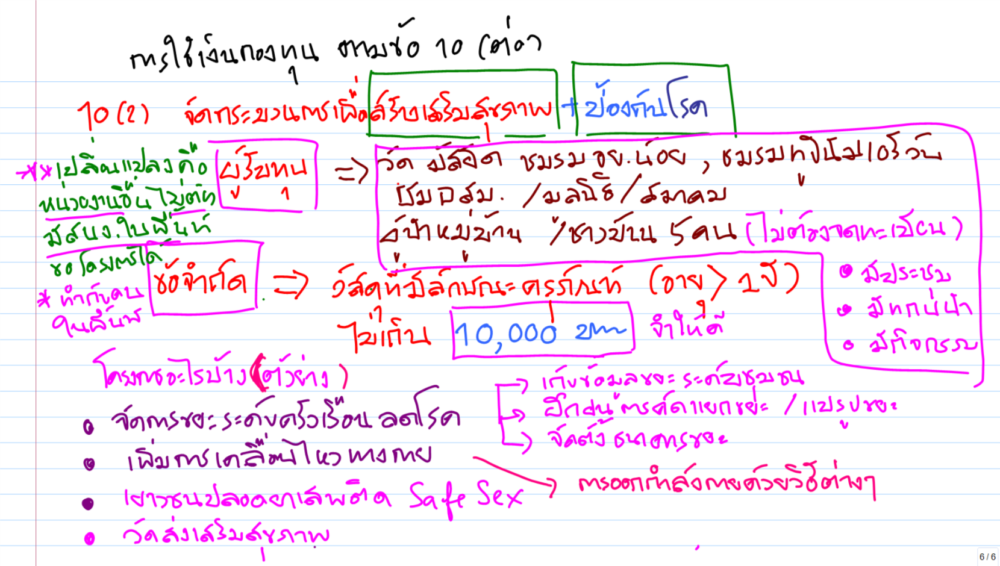 การใช้เงินกองทุน ตามข้อ 10 (ต่อ)
10 (2) จัดกระบวนการเพื่อสร้างเสริมสุขภาพ + ป้องกันโรค
**เปลี่ยนแปลงคือ
หน่วยงานอื่น ไม่ต้อง
มีสนง.ในพื้นที่
ขอโครงการได้
* ทำกับคน
ในพื้นที่
ผู้รับทุน => วัด มัสยิด ชมรม อย.น้อย , ชมรมทูบีนัมเบอร์วัน
ชมรม อสม. /มูลนิธิ/สมาคม
ผู้นำหมู่บ้าน /ชาวบ้าน 5 คน (ไม่ต้องจดทะเบียน)
• มีประชุม
• มีกฎกติกา
• มีกิจกรรม
ข้อจำกัด => วัสดุที่มีลักษณะครุภัณฑ์ (อายุ > 1 ปี)
ไม่เกิน 10,000 บาท จำให้ดี
โครงการอะไรบ้าง (ตัวอย่าง)
• จัดการขยะระดับครัวเรือน ลดโรค
เก็บข้อมูลขยะ ระดับชุมชน
ฝึกฝน การคัดแยกขยะ /แปรรูปขยะ
จัดตั้ง ธนาคารขยะ
• เพิ่มการเคลื่อนไหวทางกาย
การออกกำลังกายด้วยวิธีต่างๆ
• เยาวชนปลอดยาเสพติด Safe Sex
• วัดส่งเสริมสุขภาพ
6 / 6